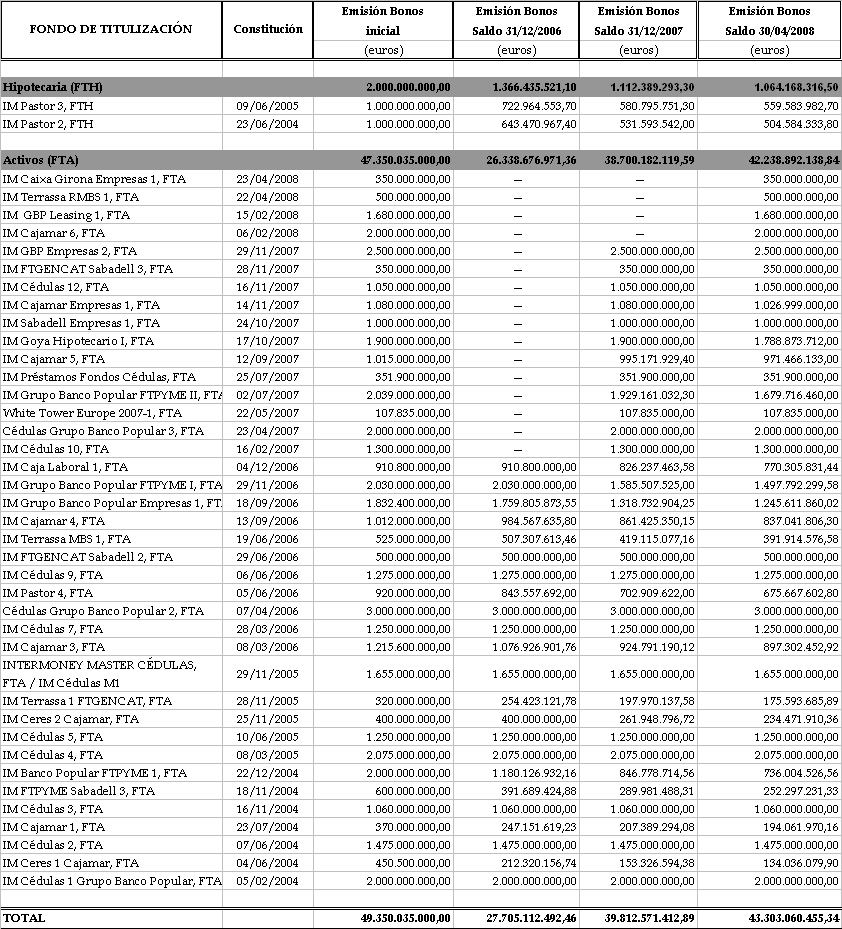 FONDO DE TITULIZACIÓN Constitución Emisión Bonos inicial (euros) Emisión Bonos Saldo 31/12/2006 (euros) Emisión Bonos Saldo 31/12/2007 (euros) Emisión Bonos Saldo 30/04/2008 (euros)
Hipotecaria (FTH) 2.000.000.000,00 1.366.435.521,10 1.112.389.293,30 1.064.168.316,50
IM Pastor 3, FTH 09/06/2005 1.000.000.000,00 722.964.553,70 580.795.751,30 559.583.982,70
IM Pastor 2, FTH 23/06/2004 1.000.000.000,00 643.470.967,40 531.593.542,00 504.584.333,80
Activos (FTA) 47.350.035.000,00 26.338.676.971,36 38.700.182.119,59 42.238.892.138,84
IM Caixa Girona Empresas 1, FTA 23/04/2008 350.000.000,00 — — 350.000.000,00
IM Terrassa RMBS 1, FTA 22/04/2008 500.000.000,00 — — 500.000.000,00
IM GBP Leasing 1, FTA 15/02/2008 1.680.000.000,00 — — 1.680.000.000,00
IM Cajamar 6, FTA 06/02/2008 2.000.000.000,00 — — 2.000.000.000,00
IM GBP Empresas 2, FTA 29/11/2007 2.500.000.000,00 — 2.500.000.000,00 2.500.000.000,00
IM FTGENCAT Sabadell 3, FTA 28/11/2007 350.000.000,00 — 350.000.000,00 350.000.000,00
IM Cédulas 12, FTA 16/11/2007 1.050.000.000,00 — 1.050.000.000,00 1.050.000.000,00
IM Cajamar Empresas 1, FTA 14/11/2007 1.080.000.000,00 — 1.080.000.000,00 1.026.999.000,00
IM Sabadell Empresas 1, FTA 24/10/2007 1.000.000.000,00 — 1.000.000.000,00 1.000.000.000,00
IM Goya Hipotecario I, FTA 17/10/2007 1.900.000.000,00 — 1.900.000.000,00 1.788.873.712,00
IM Cajamar 5, FTA 12/09/2007 1.015.000.000,00 — 995.171.929,40 971.466.133,00
IM Préstamos Fondos Cédulas, FTA 25/07/2007 351.900.000,00 — 351.900.000,00 351.900.000,00
IM Grupo Banco Popular FTPYME II, FTA 02/07/2007 2.039.000.000,00 — 1.929.161.032,30 1.679.716.460,00
White Tower Europe 2007-1, FTA 22/05/2007 107.835.000,00 — 107.835.000,00 107.835.000,00
Cédulas Grupo Banco Popular 3, FTA 23/04/2007 2.000.000.000,00 — 2.000.000.000,00 2.000.000.000,00
IM Cédulas 10, FTA 16/02/2007 1.300.000.000,00 — 1.300.000.000,00 1.300.000.000,00
IM Caja Laboral 1, FTA 04/12/2006 910.800.000,00 910.800.000,00 826.237.463,58 770.305.831,44
IM Grupo Banco Popular FTPYME I, FTA 29/11/2006 2.030.000.000,00 2.030.000.000,00 1.585.507.525,00 1.497.792.299,58
IM Grupo Banco Popular Empresas 1, FTA 18/09/2006 1.832.400.000,00 1.759.805.873,55 1.318.732.904,25 1.245.611.860,02
IM Cajamar 4, FTA 13/09/2006 1.012.000.000,00 984.567.635,80 861.425.350,15 837.041.806,30
IM Terrassa MBS 1, FTA 19/06/2006 525.000.000,00 507.307.613,46 419.115.077,16 391.914.576,58
IM FTGENCAT Sabadell 2, FTA 29/06/2006 500.000.000,00 500.000.000,00 500.000.000,00 500.000.000,00
IM Cédulas 9, FTA 06/06/2006 1.275.000.000,00 1.275.000.000,00 1.275.000.000,00 1.275.000.000,00
IM Pastor 4, FTA 05/06/2006 920.000.000,00 843.557.692,00 702.909.622,00 675.667.602,80
Cédulas Grupo Banco Popular 2, FTA 07/04/2006 3.000.000.000,00 3.000.000.000,00 3.000.000.000,00 3.000.000.000,00
IM Cédulas 7, FTA 28/03/2006 1.250.000.000,00 1.250.000.000,00 1.250.000.000,00 1.250.000.000,00
IM Cajamar 3, FTA 08/03/2006 1.215.600.000,00 1.076.926.901,76 924.791.190,12 897.302.452,92
INTERMONEY MASTER CÉDULAS,
FTA / IM Cédulas M1 29/11/2005 1.655.000.000,00 1.655.000.000,00 1.655.000.000,00 1.655.000.000,00
IM Terrassa 1 FTGENCAT, FTA 28/11/2005 320.000.000,00 254.423.121,78 197.970.137,58 175.593.685,89
IM Ceres 2 Cajamar, FTA 25/11/2005 400.000.000,00 400.000.000,00 261.948.796,72 234.471.910,36
IM Cédulas 5, FTA 10/06/2005 1.250.000.000,00 1.250.000.000,00 1.250.000.000,00 1.250.000.000,00
IM Cédulas 4, FTA 08/03/2005 2.075.000.000,00 2.075.000.000,00 2.075.000.000,00 2.075.000.000,00
IM Banco Popular FTPYME 1, FTA 22/12/2004 2.000.000.000,00 1.180.126.932,16 846.778.714,56 736.004.526,56
IM FTPYME Sabadell 3, FTA 18/11/2004 600.000.000,00 391.689.424,88 289.981.488,31 252.297.231,33
IM Cédulas 3, FTA 16/11/2004 1.060.000.000,00 1.060.000.000,00 1.060.000.000,00 1.060.000.000,00
IM Cajamar 1, FTA 23/07/2004 370.000.000,00 247.151.619,23 207.389.294,08 194.061.970,16
IM Cédulas 2, FTA 07/06/2004 1.475.000.000,00 1.475.000.000,00 1.475.000.000,00 1.475.000.000,00
IM Ceres 1 Cajamar, FTA 04/06/2004 450.500.000,00 212.320.156,74 153.326.594,38 134.036.079,90
IM Cédulas 1 Grupo Banco Popular, FTA 05/02/2004 2.000.000.000,00 2.000.000.000,00 2.000.000.000,00 2.000.000.000,00
TOTAL 49.350.035.000,00 27.705.112.492,46 39.812.571.412,89 43.303.060.455,34